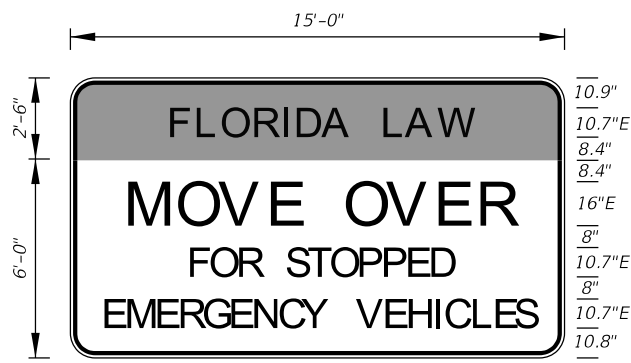 15'-0"
2'-6"
6'-0"
FLORIDA LAW
MOVE OVER
FOR STOPPED
EMERGENCY VEHICLES
10.9"
10.7"E
8.4"
8.4"
16"E
8"
10.7"E
8"
10.7"E
10.8"